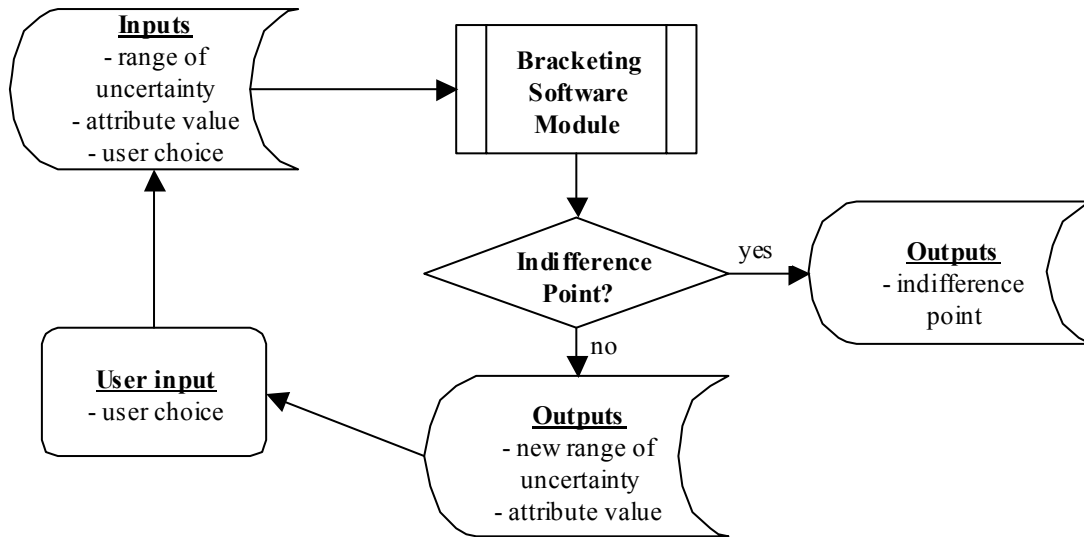 Inputs
- range of
uncertainty
- attribute value
- user choice
Bracketing
Software
Module
Indifference
Point?
yes
Outputs
- indifference
point
no
Outputs
- new range of
uncertainty
- attribute value
User input
- user choice